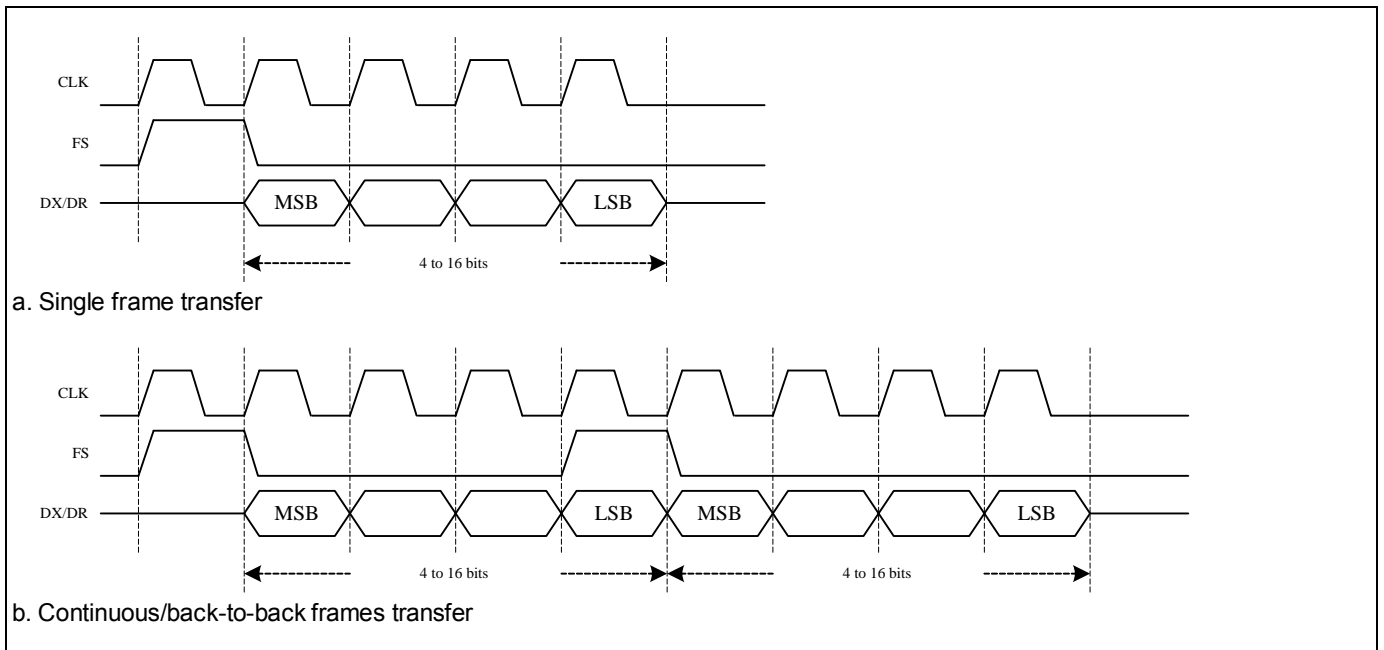 CLK
FS
DX/DR
MSB
LSB
4 to 16 bits
a. Single frame transfer
CLK
FS
DX/DR
MSB
LSB
MSB
LSB
4 to 16 bits
4 to 16 bits
b. Continuous/back-to-back frames transfer